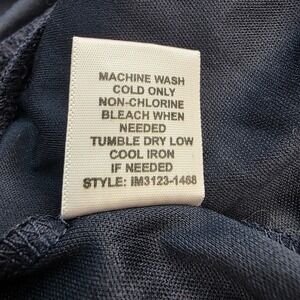 MACHINE WASH
COLD ONLY
NON-CHLORINE
BLEACH WHEN
NEEDED
TUMBLE DRY LOW
COOL IRON
IF NEEDED
STYLE: IM3123-1468